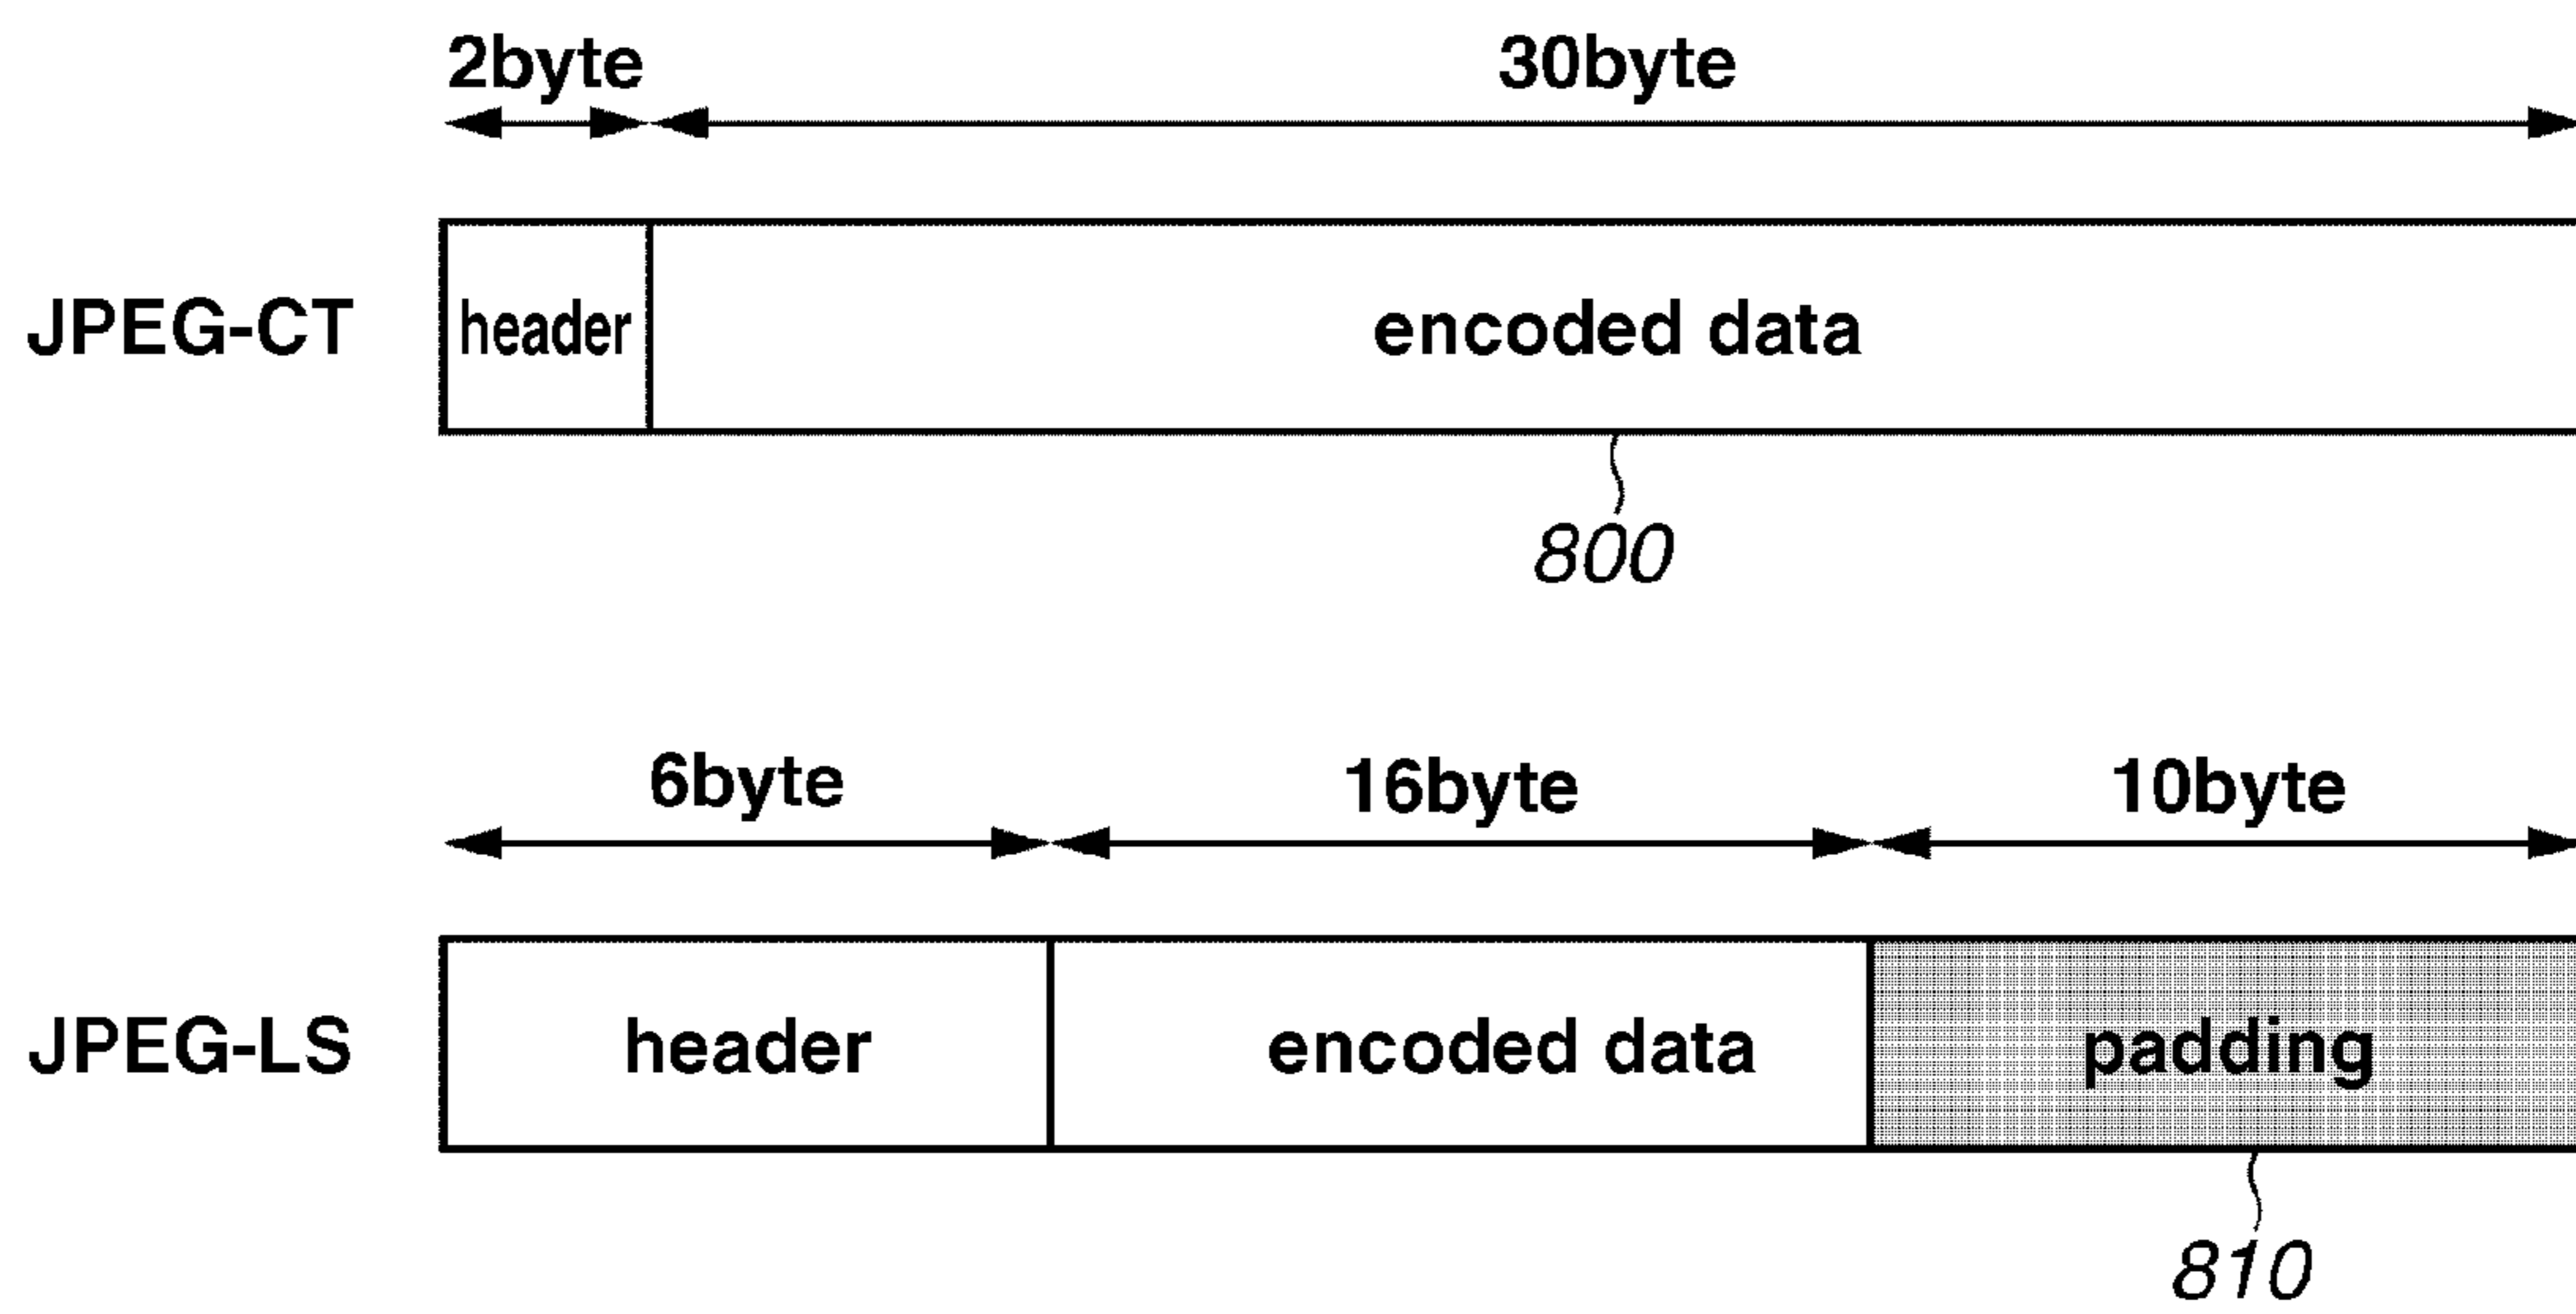 2byte 30byte
JPEG-CT header encoded data
800
6byte 16byte 10byte
JPEG-LS header encoded data padding
810